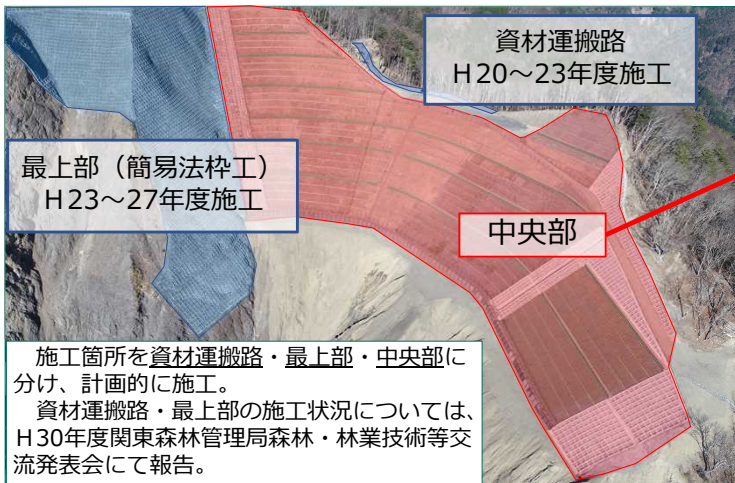 資材運搬路
H20～23年度施工
最上部（簡易法枠工）
H23～27年度施工
中央部
施工箇所を資材運搬路・最上部・中央部に
分け、計画的に施工。
資材運搬路・最上部の施工状況については、
H30年度関東森林管理局森林・林業技術等交
流発表会にて報告。